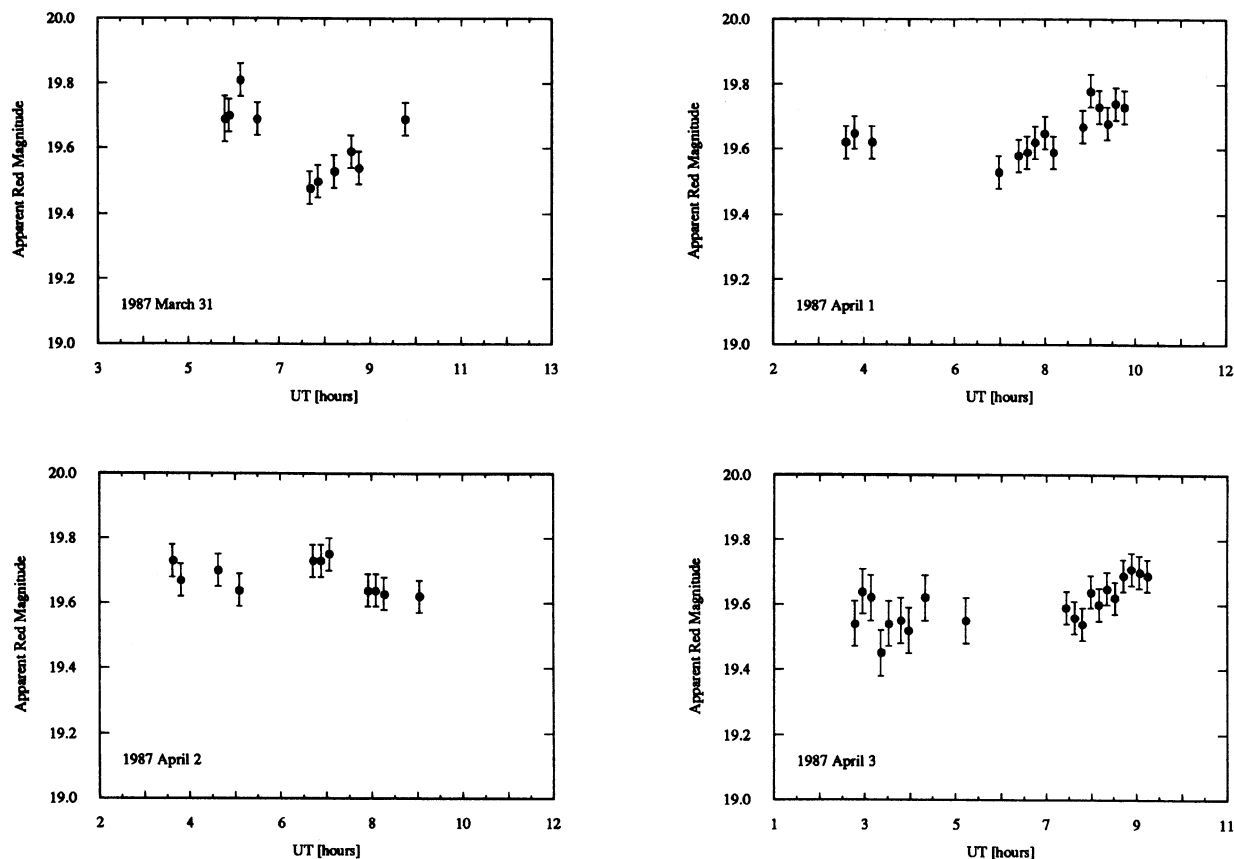 20.0
19.8
19.6
19.4
19.2
19.0
Apparent Red Magnitude
1987 March 31
3 5 7 9 11 13
UT [hours]
20.0
19.8
19.6
19.4
19.2
19.0
Apparent Red Magnitude
1987 April 1
2 4 6 8 10 12
UT [hours]
20.0
19.8
19.6
19.4
19.2
19.0
Apparent Red Magnitude
1987 April 2
2 4 6 8 10 12
UT [hours]
20.0
19.8
19.6
19.4
19.2
19.0
Apparent Red Magnitude
1987 April 3
1 3 5 7 9 11
UT [hours]